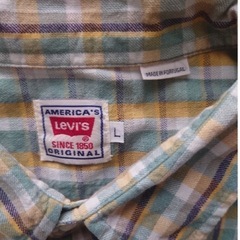 MADE IN PORTUGAL
AMERICA'S
Levi's
L
SINCE 1850
ORIGINAL